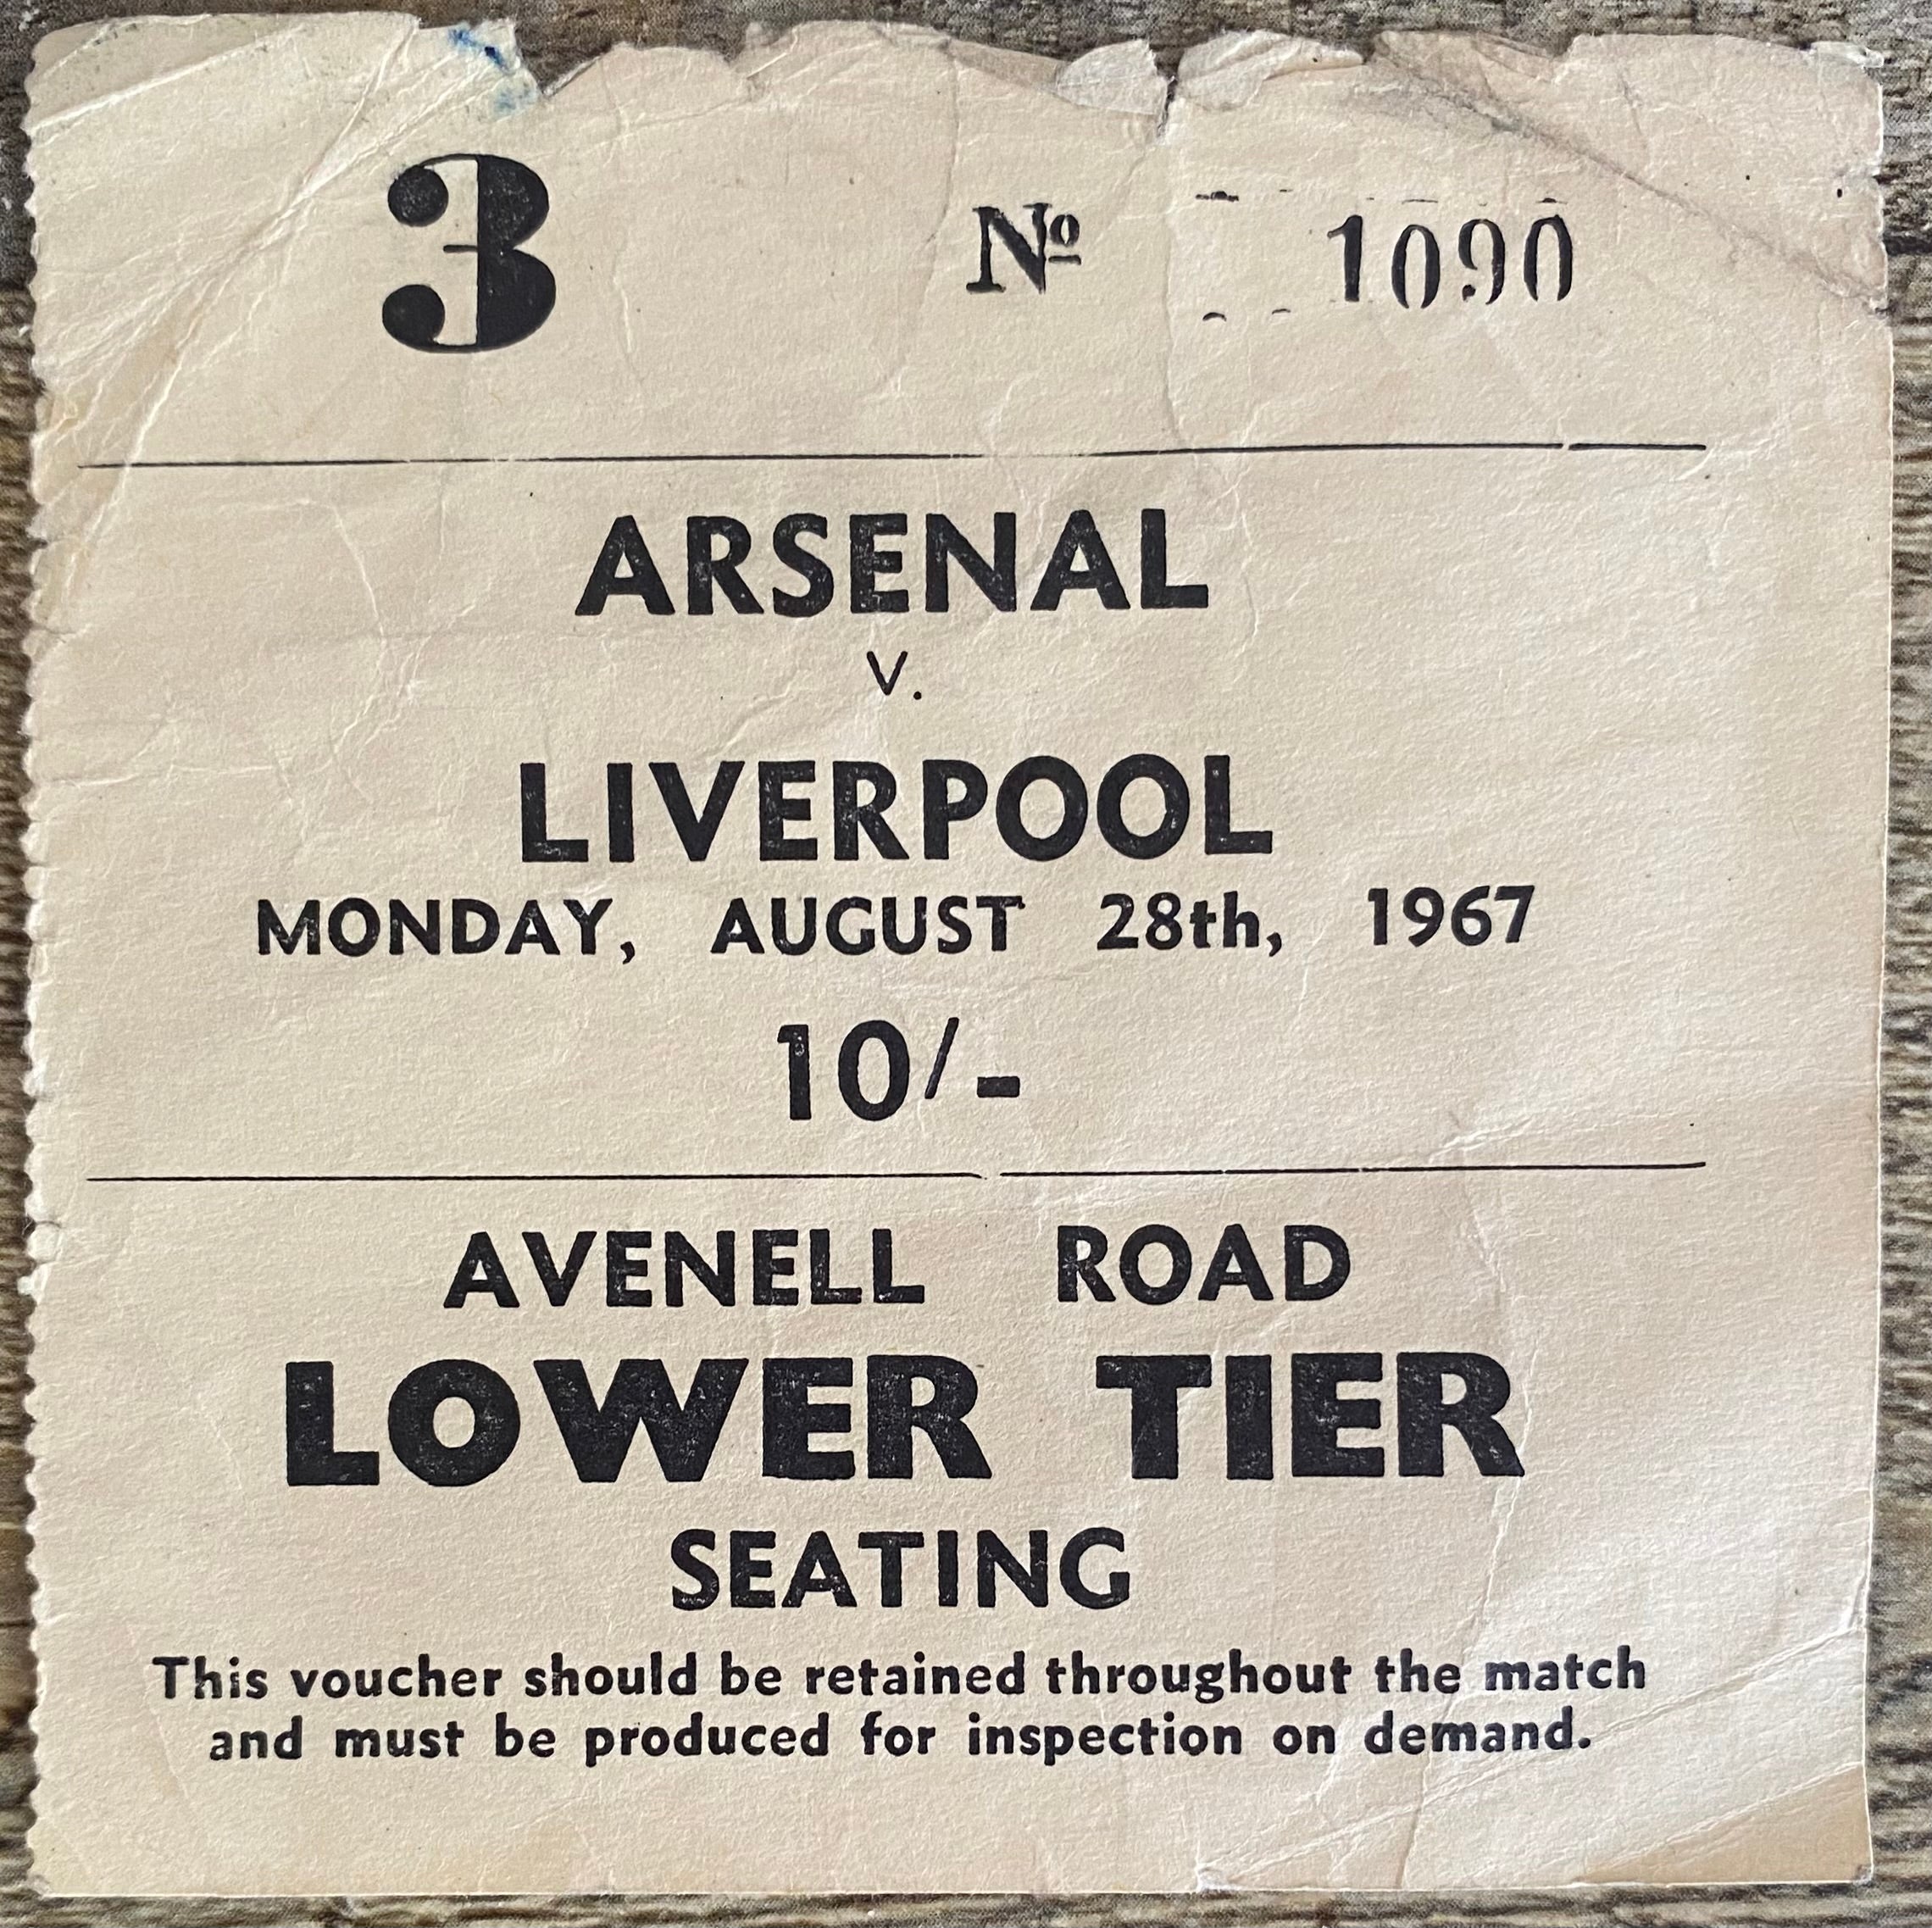 3 Nº 1090
ARSENAL
v.
LIVERPOOL
MONDAY, AUGUST 28th, 1967
10/-
AVENELL ROAD
LOWER TIER
SEATING
This voucher should be retained throughout the match
and must be produced for inspection on demand.